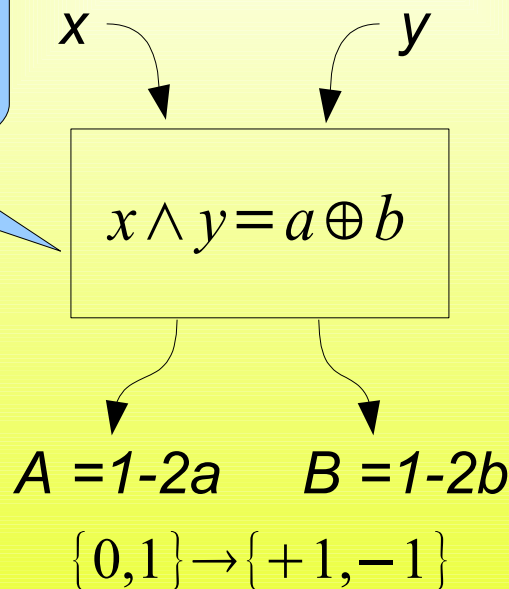 x y
x ∧ y = a ⊕ b
A =1-2a B =1-2b
{0,1}→{+1,−1}